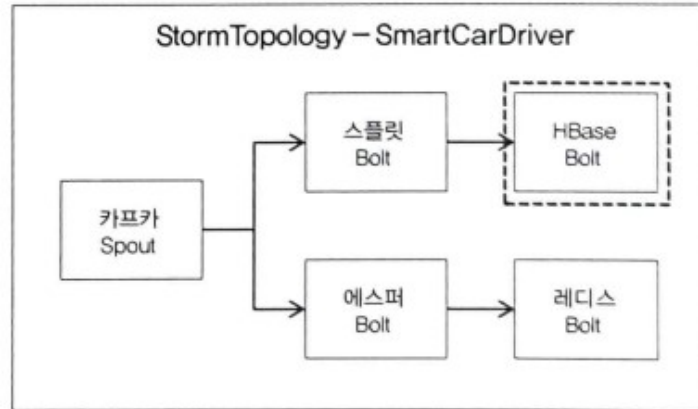 StormTopology – SmartCarDriver
스플릿
Bolt
HBase
Bolt
카프카
Spout
에스퍼
Bolt
레디스
Bolt